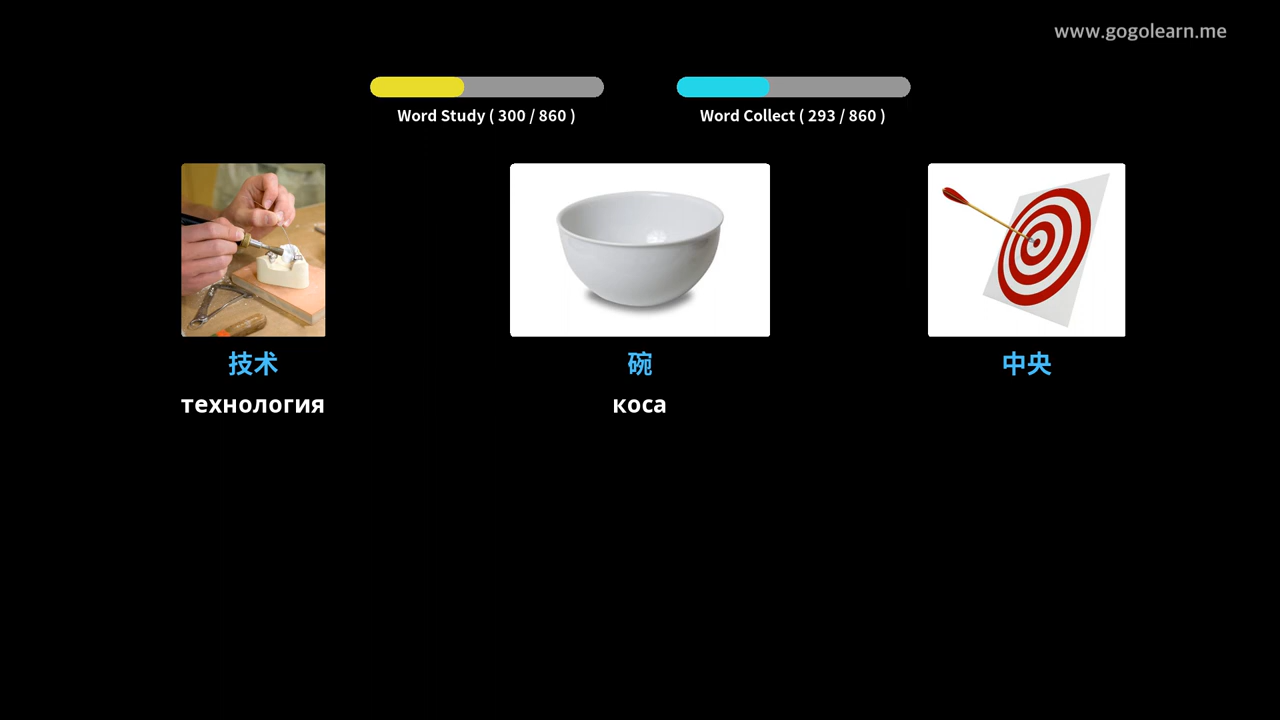 www.gogolearn.me
Word Study ( 300 / 860 )
Word Collect ( 293 / 860 )
技术
碗
中央
технология
коса